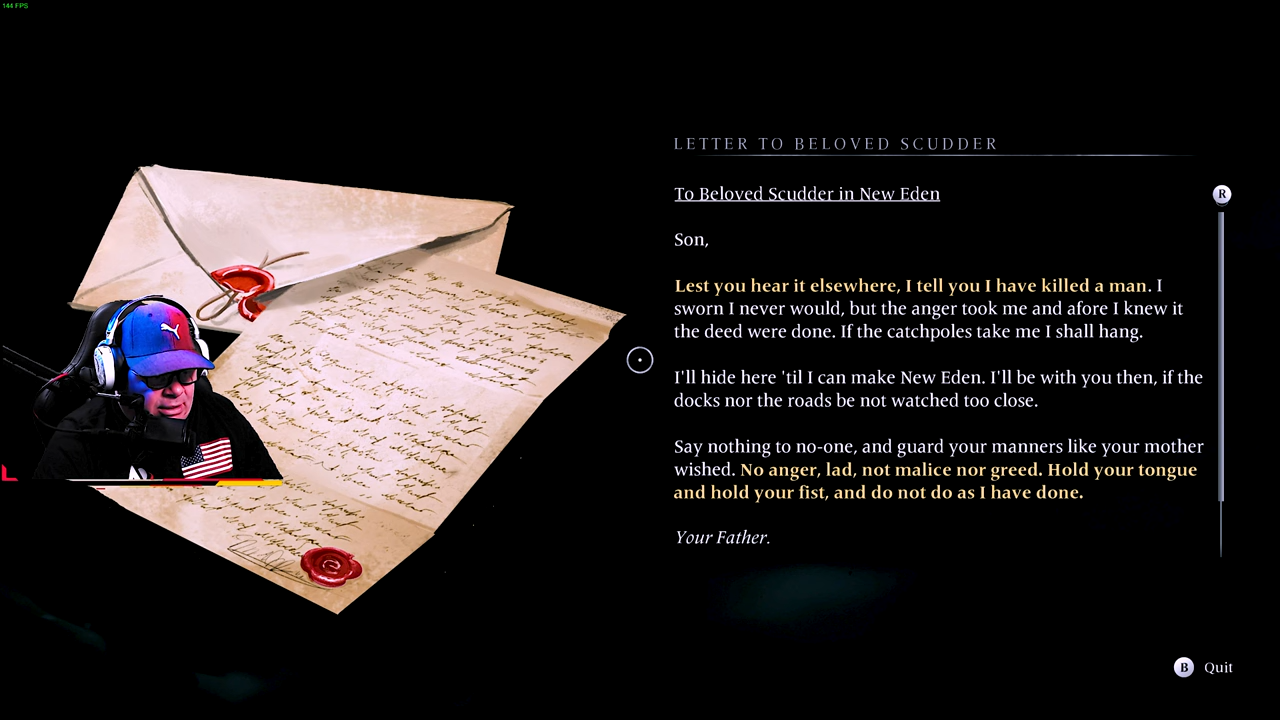 144 FPS
LETTER TO BELOVED SCUDDER
To Beloved Scudder in New Eden
R
Son,
Lest you hear it elsewhere, I tell you I have killed a man. I
sworn I never would, but the anger took me and afore I knew it
the deed were done. If the catchpoles take me I shall hang.
I'll hide here 'til I can make New Eden. I'll be with you then, if the
docks nor the roads be not watched too close.
Say nothing to no-one, and guard your manners like your mother
wished. No anger, lad, not malice nor greed. Hold your tongue
and hold your fist, and do not do as I have done.
Your Father.
B Quit